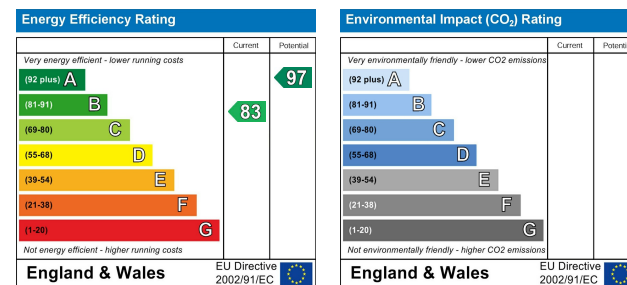 Energy Efficiency Rating
Current Potential
Very energy efficient - lower running costs
(92 plus) A
97
(81-91) B
83
(69-80) C
(55-68) D
(39-54) E
(21-38) F
(1-20) G
Not energy efficient - higher running costs
England & Wales
EU Directive
2002/91/EC
Environmental Impact (CO₂) Rating
Current Potential
Very environmentally friendly - lower CO2 emissions
(92 plus) A
(81-91) B
(69-80) C
(55-68) D
(39-54) E
(21-38) F
(1-20) G
Not environmentally friendly - higher CO2 emissions
England & Wales
EU Directive
2002/91/EC